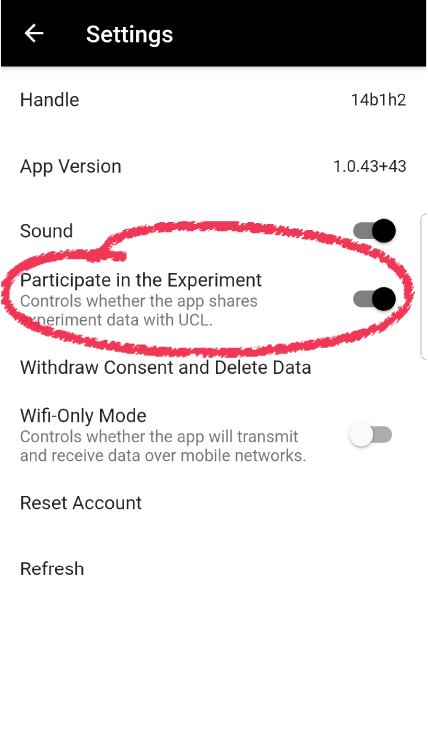 Settings
Handle 14b1h2
App Version 1.0.43+43
Sound
Participate in the Experiment
Controls whether the app shares
experiment data with UCL.
Withdraw Consent and Delete Data
Wifi-Only Mode
Controls whether the app will transmit
and receive data over mobile networks.
Reset Account
Refresh